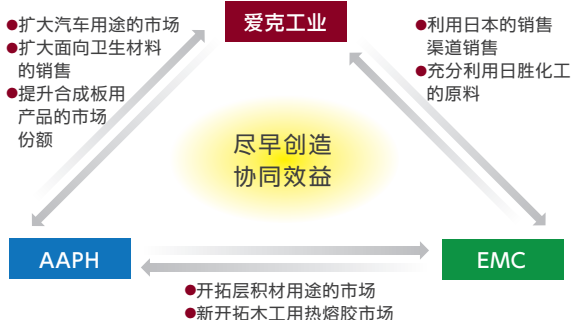 爱克工业
●扩大汽车用途的市场
●扩大面向卫生材料
的销售
●提升合成板用
产品的市场
份额
●利用日本的销售
渠道销售
●充分利用日胜化工
的原料
尽早创造
协同效益
AAPH
EMC
●开拓层积材用途的市场
●新开拓木工用热熔胶市场